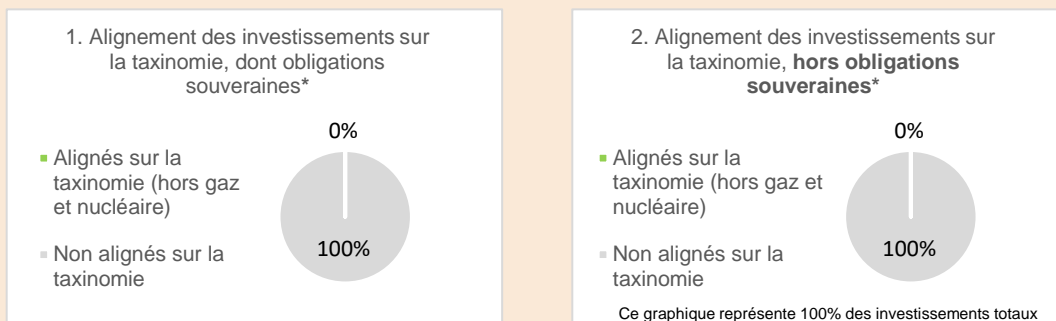 1. Alignement des investissements sur
la taxinomie, dont obligations
souveraines*
0%
Alignés sur la
taxinomie (hors gaz
et nucléaire)
Non alignés sur la
taxinomie
100%
2. Alignement des investissements sur
la taxinomie, hors obligations
souveraines*
0%
Alignés sur la
taxinomie (hors gaz et
nucléaire)
Non alignés sur la
taxinomie
100%
Ce graphique représente 100% des investissements totaux